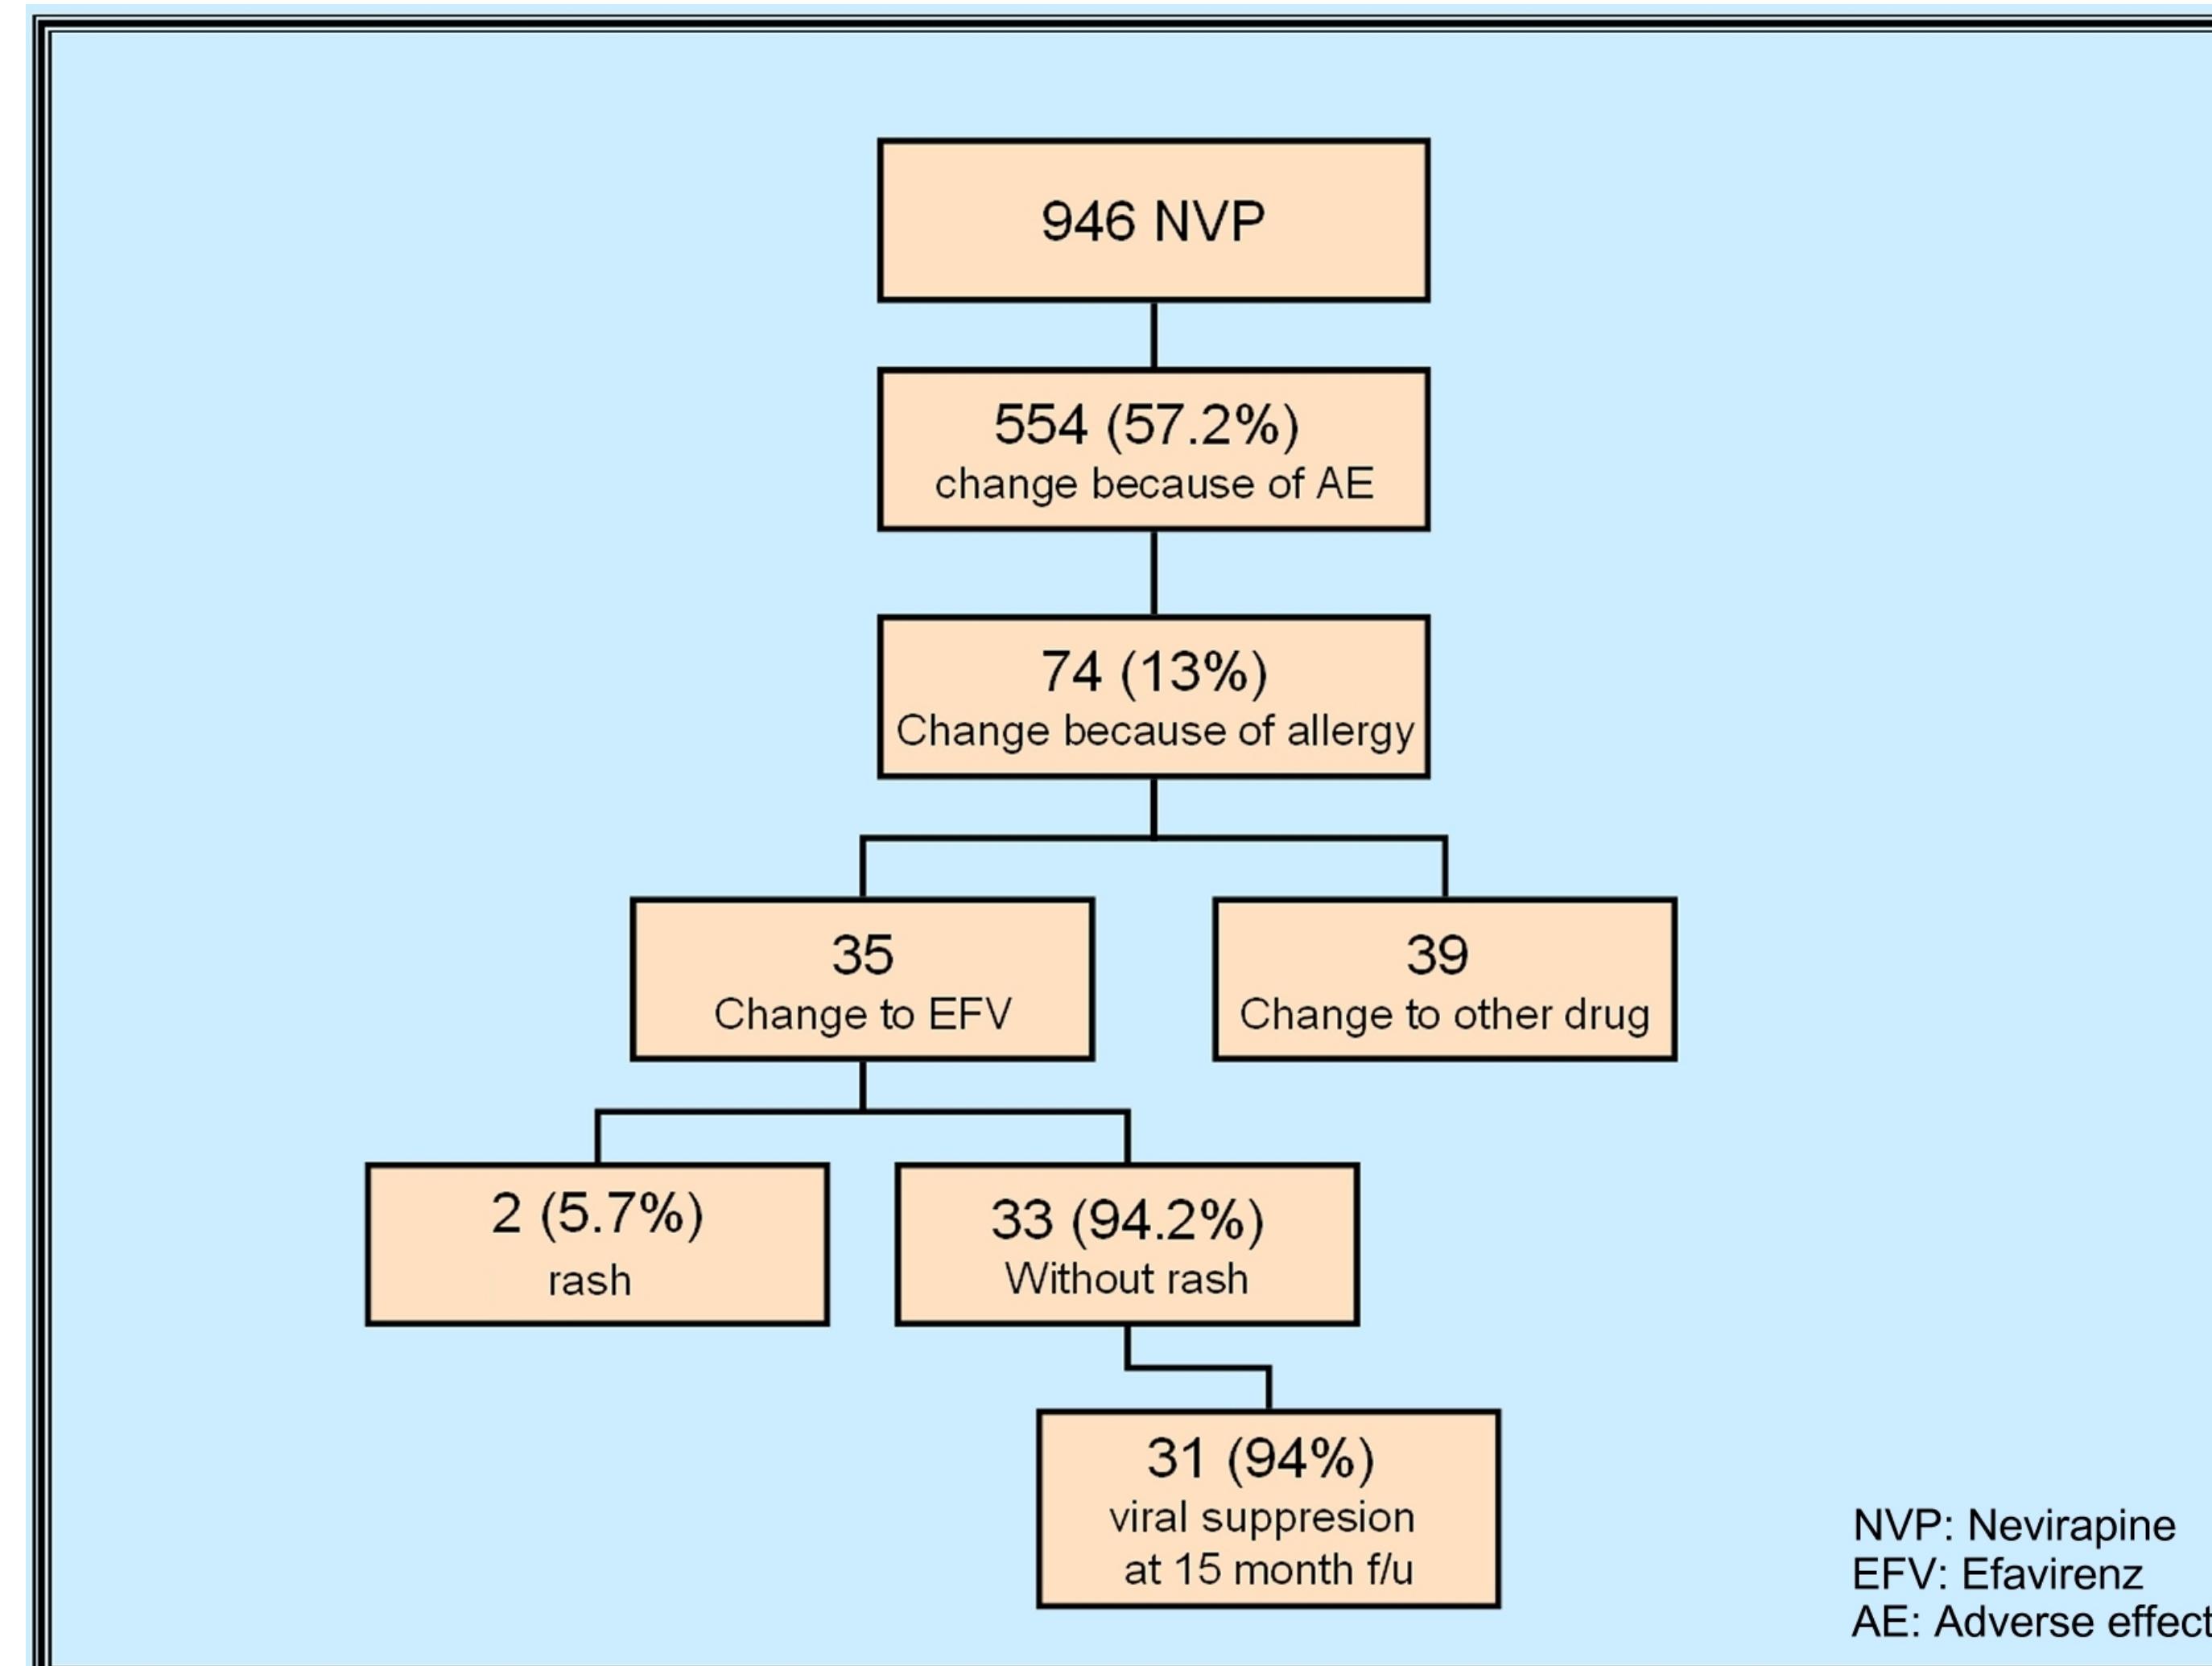 946 NVP
554 (57.2%)
change because of AE
74 (13%)
Change because of allergy
35
Change to EFV
39
Change to other drug
2 (5.7%)
rash
33 (94.2%)
Without rash
31 (94%)
viral suppresion
at 15 month f/u
NVP: Nevirapine
EFV: Efavirenz
AE: Adverse effect